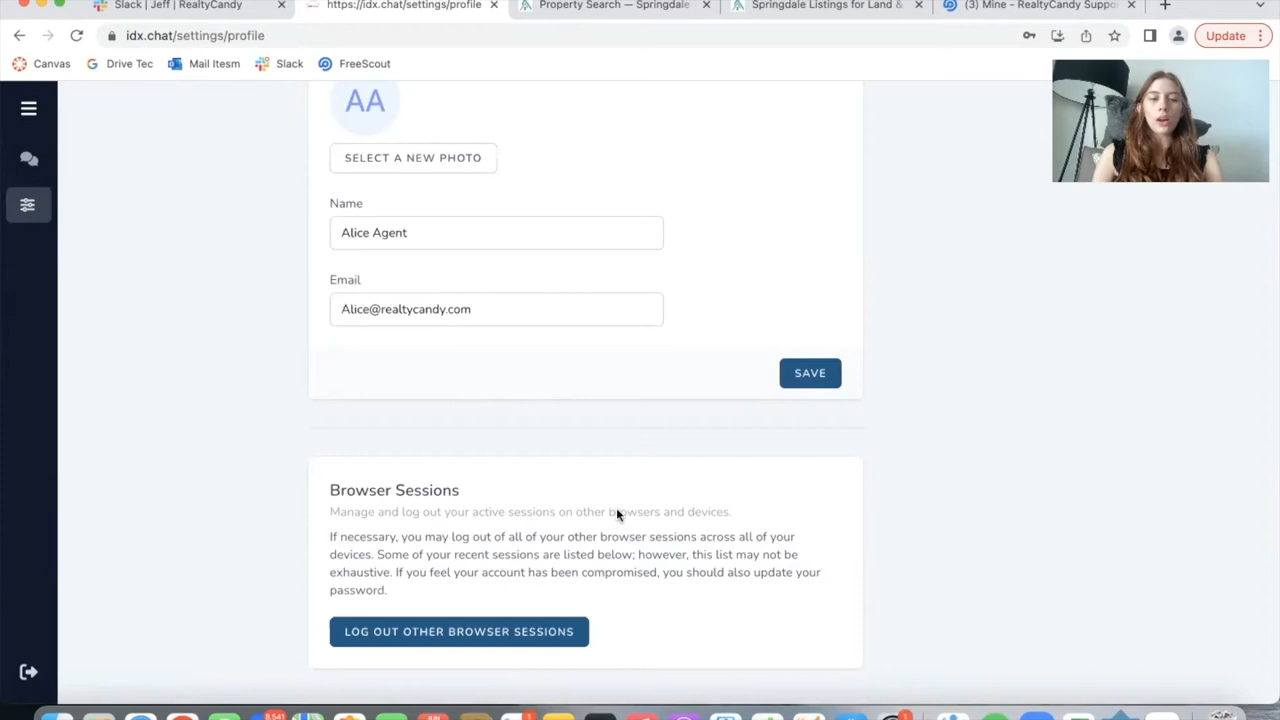 Slack | Jeff | RealtyCandy
https://idx.chat/settings/profile
Property Search — Springdale
Springdale Listings for Land &
(3) Mine - RealtyCandy Suppo
idx.chat/settings/profile
Update
Canvas
Drive Tec
Mail Itesm
Slack
FreeScout
AA
SELECT A NEW PHOTO
Name
Alice Agent
Email
Alice@realtycandy.com
SAVE
Browser Sessions
Manage and log out your active sessions on other browsers and devices.
If necessary, you may log out of all of your other browser sessions across all of your
devices. Some of your recent sessions are listed below; however, this list may not be
exhaustive. If you feel your account has been compromised, you should also update your
password.
LOG OUT OTHER BROWSER SESSIONS
8,541
1
1